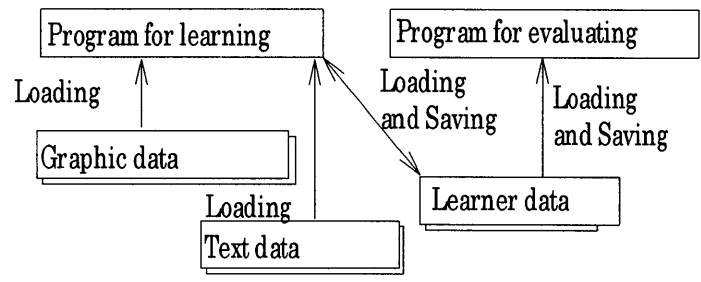 Program for learning
Program for evaluating
Loading
Loading
and Saving
Loading
and Saving
Graphic data
Loading
Learner data
Text data